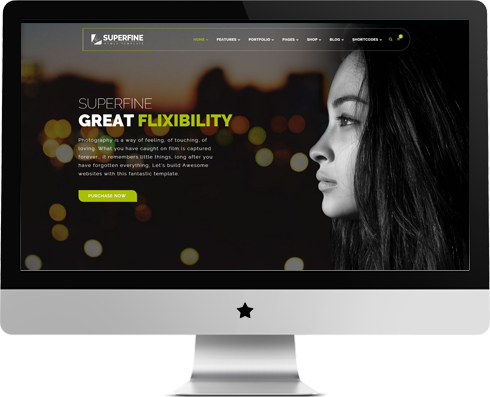 SUPERFINE
HTML5 TEMPLATE
HOME FEATURES PORTFOLIO PAGES SHOP BLOG SHORTCODES
SUPERFINE
GREAT FLIXIBILITY
Photography is a way of feeling, of touching, of
loving. What you have caught on film is captured
forever... it remembers little things, long after you
have forgotten everything. Let's build Awesome
websites with this fantastic template
PURCHASE NOW